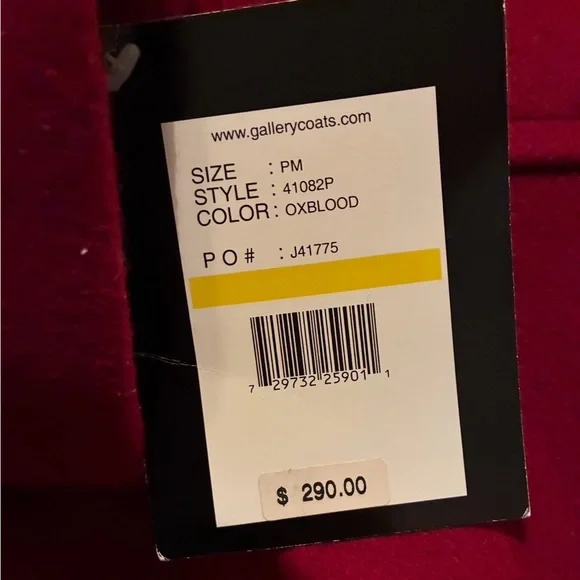 www.gallerycoats.com
SIZE : PM
STYLE : 41082P
COLOR : OXBLOOD
P O # : J41775
7 29732 25901 1
$ 290.00